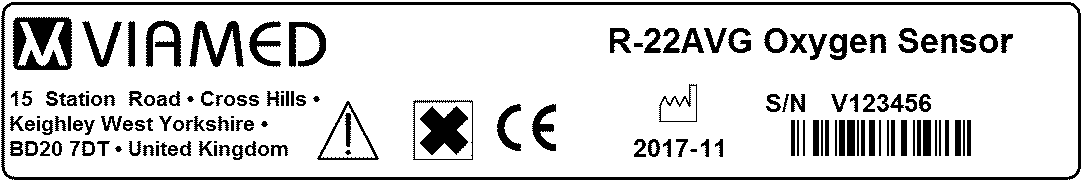 VIAMED
R-22AVG Oxygen Sensor
15 Station Road • Cross Hills •
Keighley West Yorkshire •
BD20 7DT • United Kingdom
CE
2017-11
S/N V123456